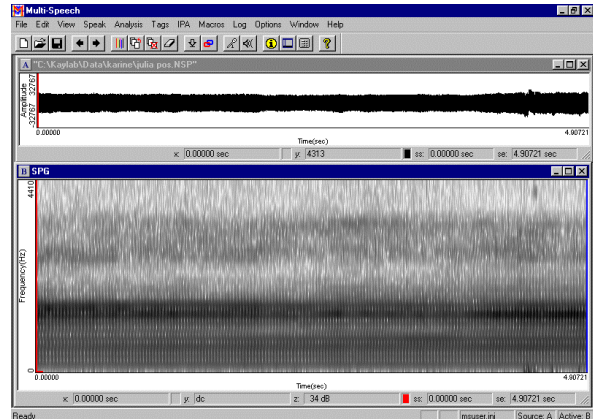 Multi-Speech
File Edit View Speak Analysis Tags IPA Macros Log Options Window Help
A "C:\Kaylab\Data\karine\julia pos.NSP"
Amplitude
-32767 32767
0.00000 4.90721
Time(sec)
x: 0.00000 sec y: 4313 ss: 0.00000 sec se: 4.90721 sec
B SPG
4410
Frequency(Hz)
0
0.00000 4.90721
Time(sec)
x: 0.00000 sec y: dc z: 34 dB ss: 0.00000 sec se: 4.90721 sec
Ready msuser.ini Source: A Active: B